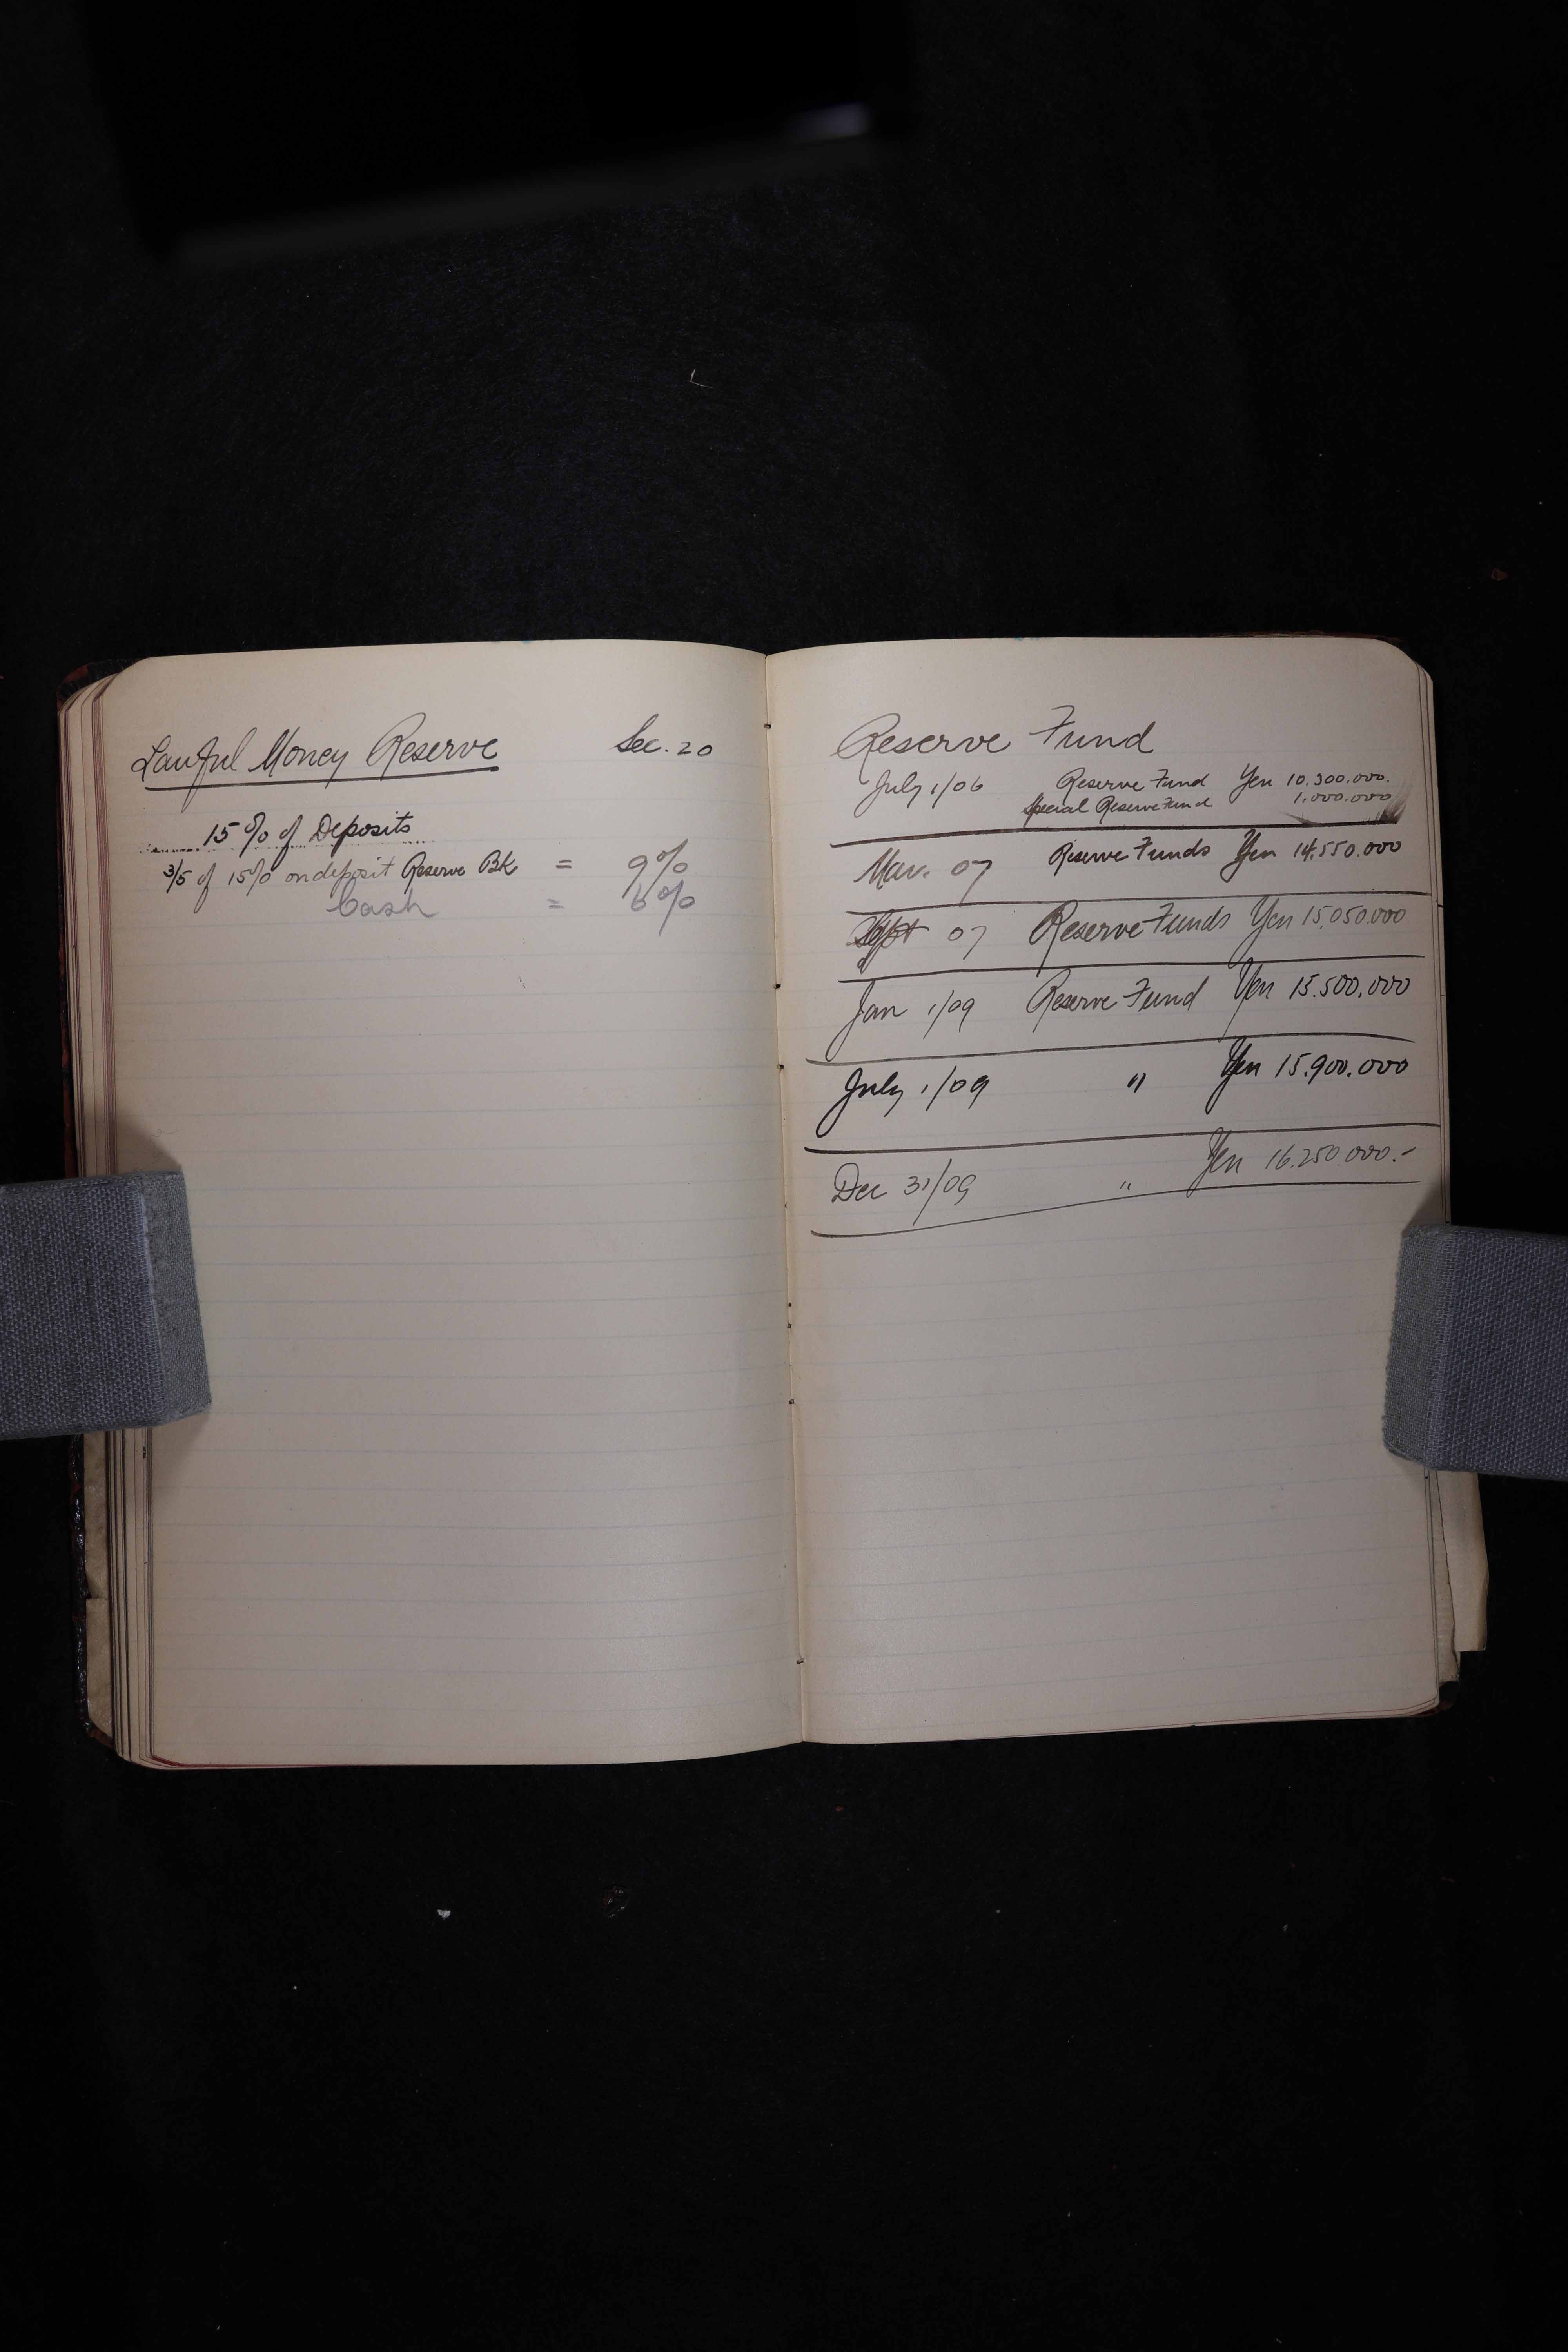 Lawful Money Reserve Sec. 20
15% of Deposits
3/5 of 15% on deposit Reserve Bk = 9%
Cash = 6%
Reserve Fund
July 1/06 Reserve Fund Yen 10.300.000.
Special Reserve Fund 1.000.000
Mar. 07 Reserve Funds Yen 14,550.000
Sept 07 Reserve Funds Yen 15,050.000
Jan 1/09 Reserve Fund Yen 15.500,000
July 1/09 " Yen 15.900.000
Dec 31/09 " Yen 16.250.000.-